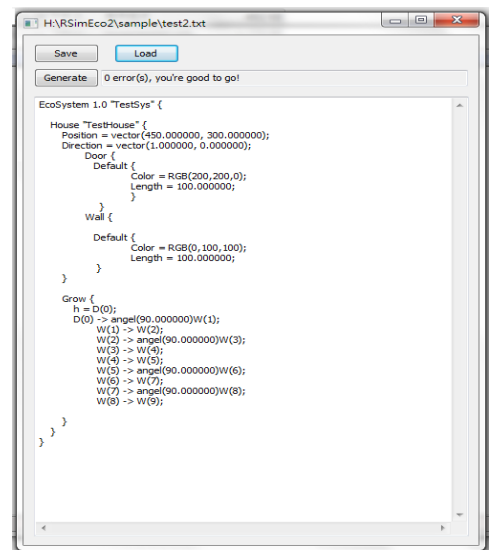 H:\RSimEco2\sample\test2.txt
Save Load
Generate 0 error(s), you're good to go!
EcoSystem 1.0 "TestSys" {
House "TestHouse" {
Position = vector(450.000000, 300.000000);
Direction = vector(1.000000, 0.000000);
Door {
Default {
Color = RGB(200,200,0);
Length = 100.000000;
}
}
Wall {
Default {
Color = RGB(0,100,100);
Length = 100.000000;
}
}
Grow {
h = D(0);
D(0) -> angel(90.000000)W(1);
W(1) -> W(2);
W(2) -> angel(90.000000)W(3);
W(3) -> W(4);
W(4) -> W(5);
W(5) -> angel(90.000000)W(6);
W(6) -> W(7);
W(7) -> angel(90.000000)W(8);
W(8) -> W(9);
}
}
}